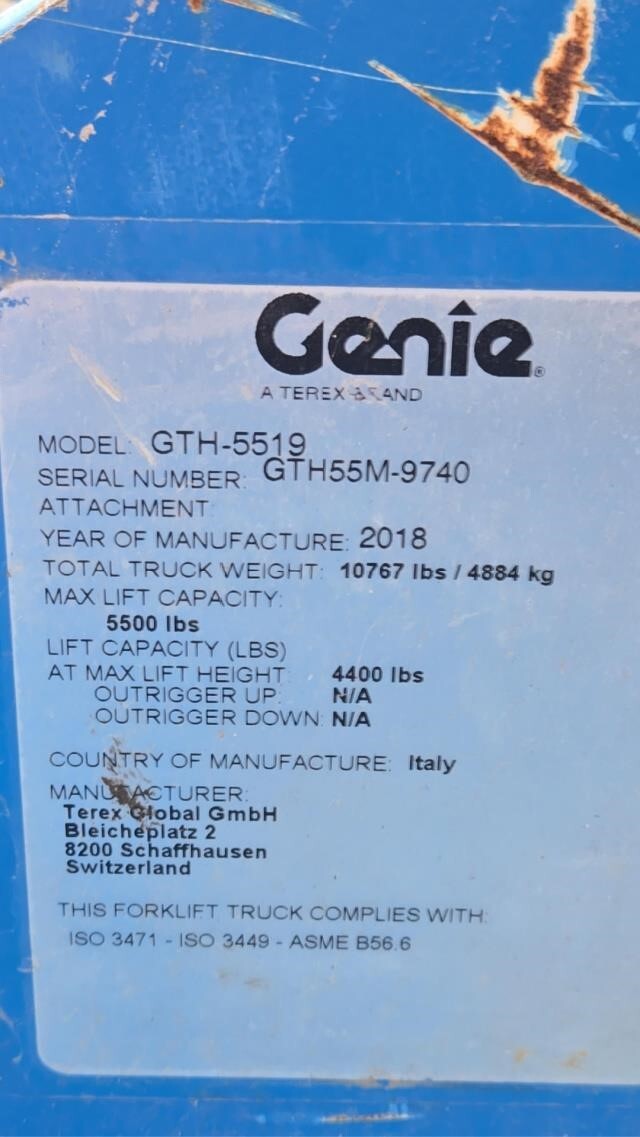 Genie®
A TEREX BRAND
MODEL: GTH-5519
SERIAL NUMBER: GTH55M-9740
ATTACHMENT:
YEAR OF MANUFACTURE: 2018
TOTAL TRUCK WEIGHT: 10767 lbs / 4884 kg
MAX LIFT CAPACITY:
5500 lbs
LIFT CAPACITY (LBS)
AT MAX LIFT HEIGHT: 4400 lbs
OUTRIGGER UP: N/A
OUTRIGGER DOWN: N/A
COUNTRY OF MANUFACTURE: Italy
MANUFACTURER:
Terex Global GmbH
Bleicheplatz 2
8200 Schaffhausen
Switzerland
THIS FORKLIFT TRUCK COMPLIES WITH:
ISO 3471 - ISO 3449 - ASME B56.6